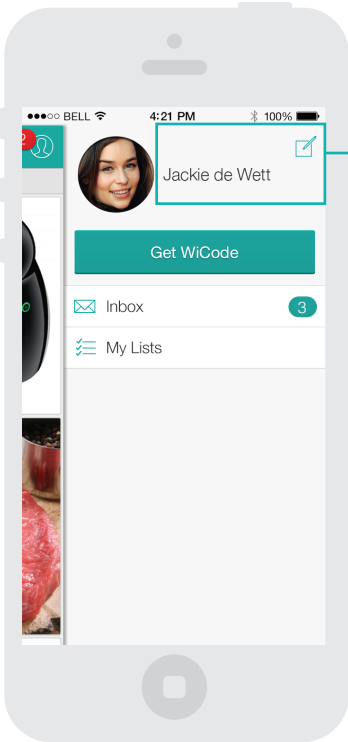 BELL 4:21 PM 100%
2
Jackie de Wett
Get WiCode
Inbox 3
My Lists